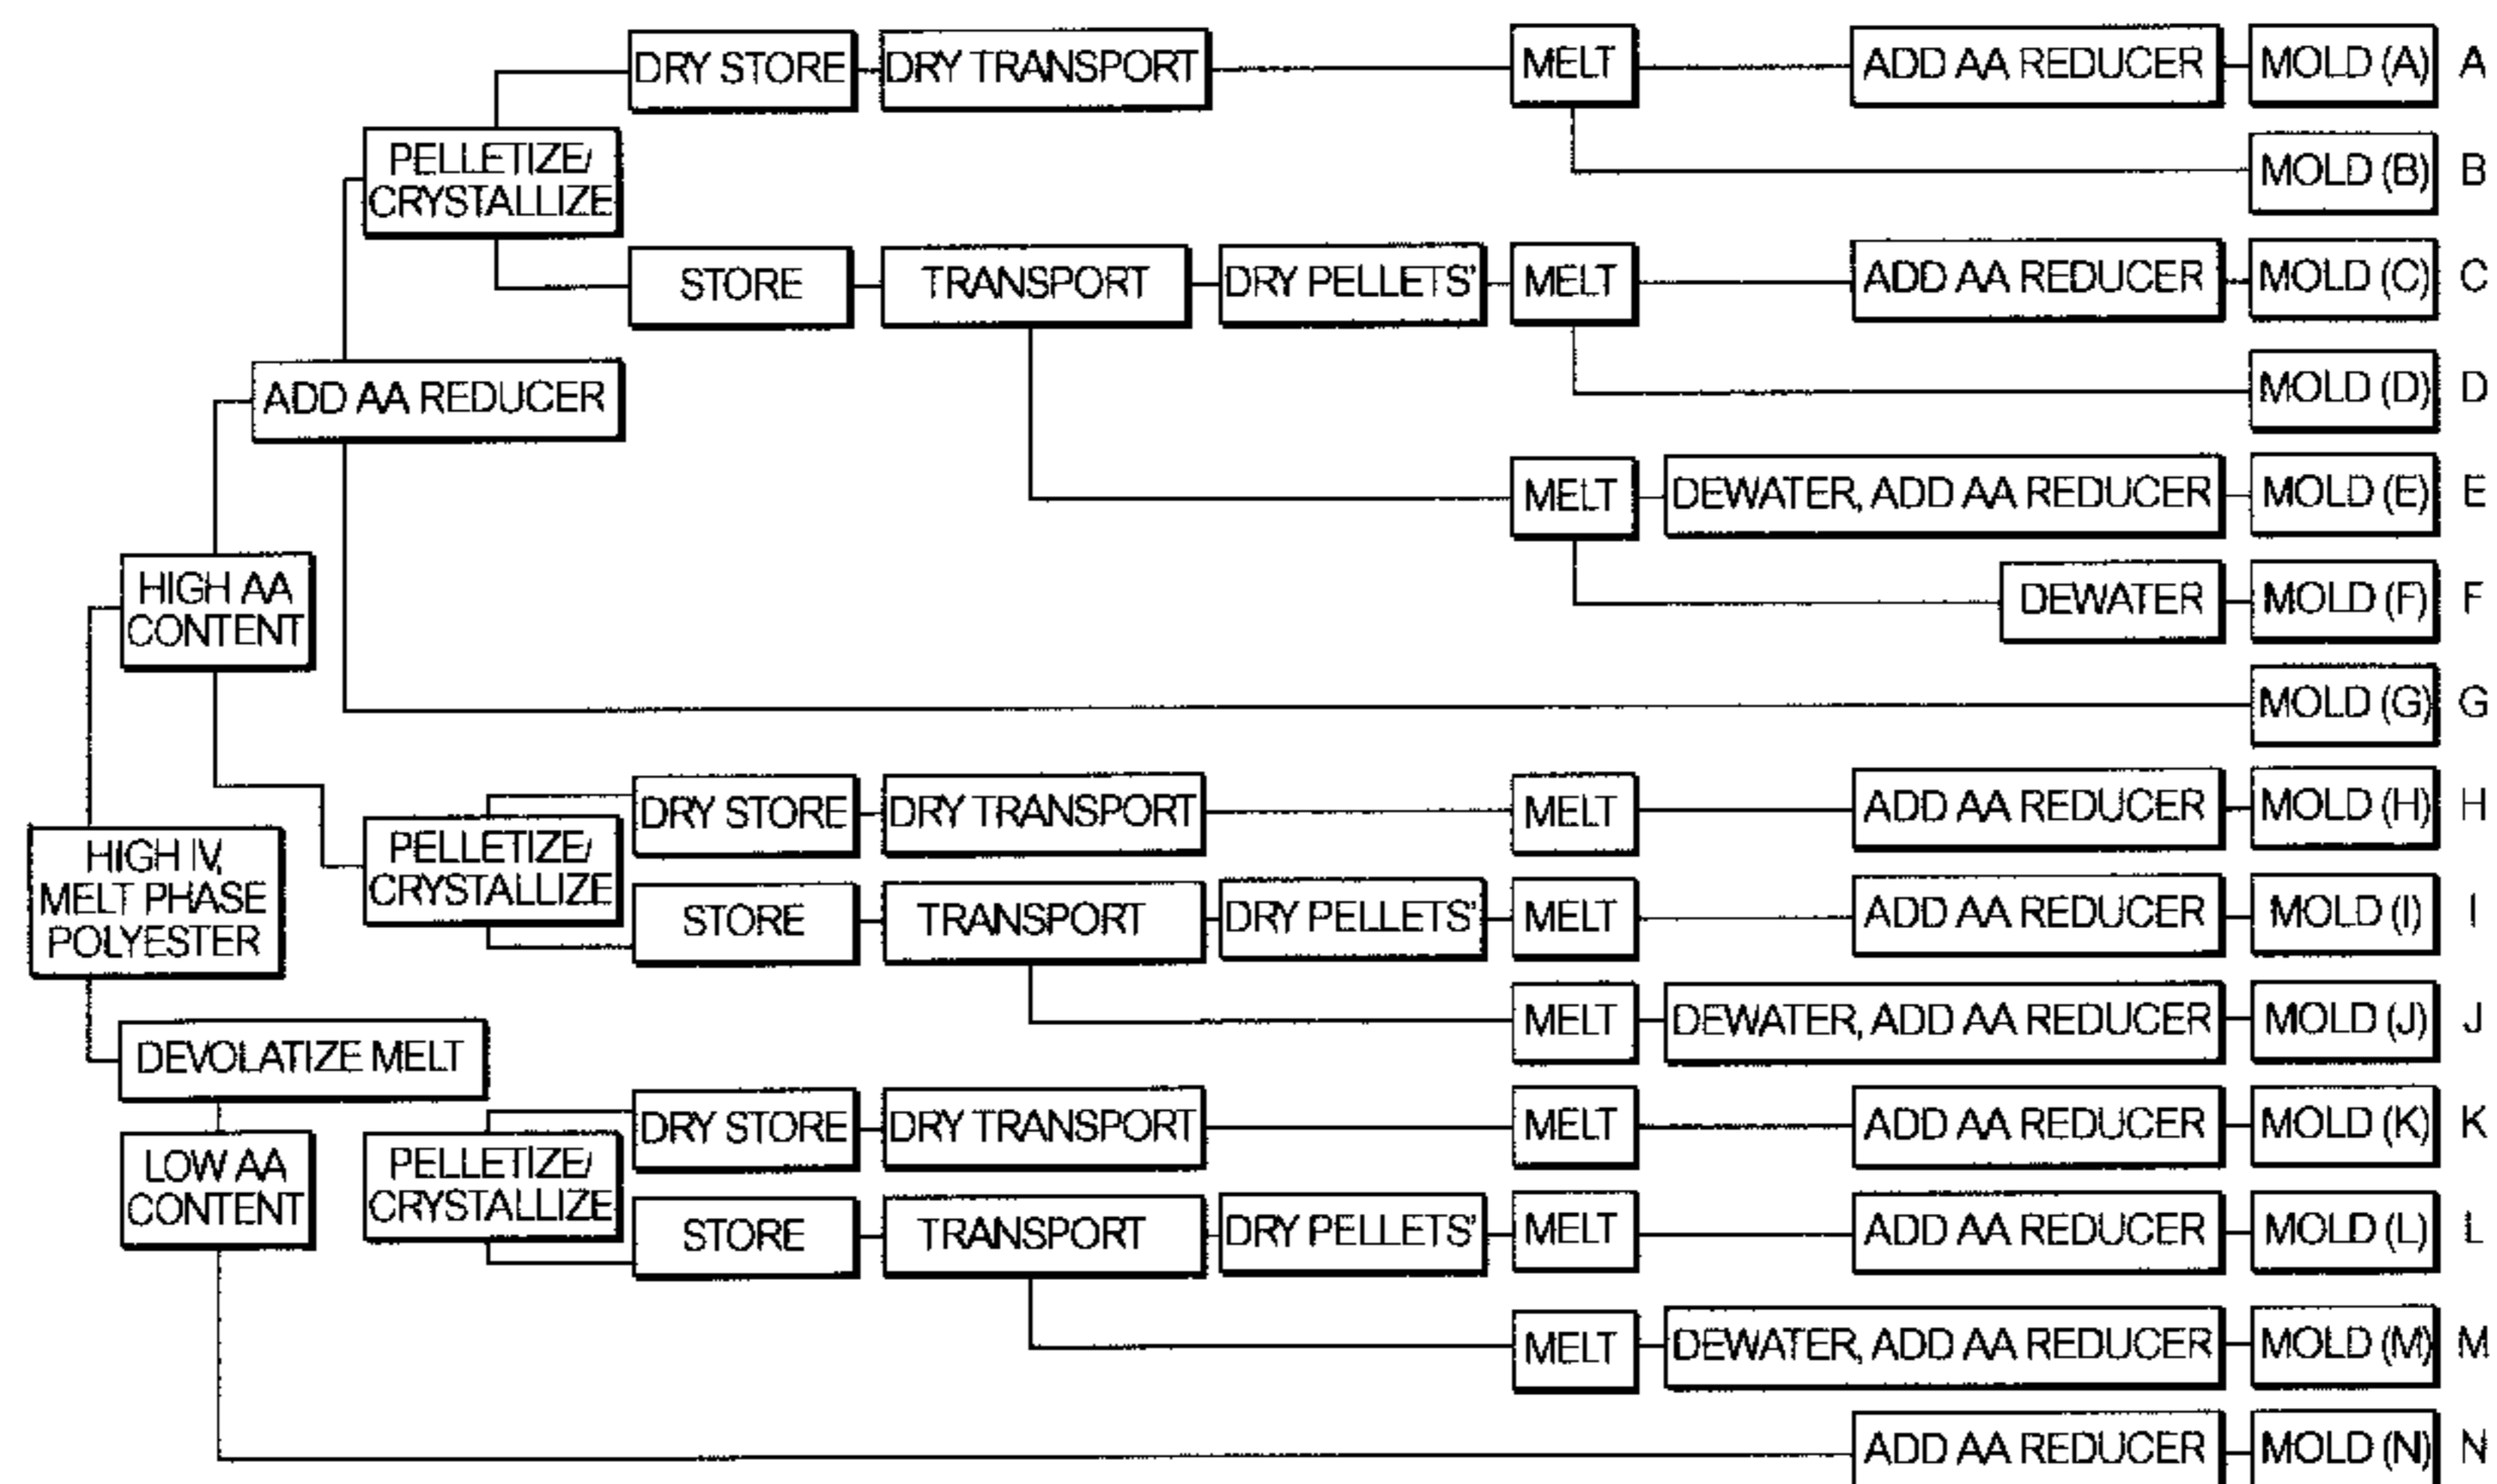 DRY STORE
DRY TRANSPORT
MELT
ADD AA REDUCER
MOLD (A)
A
PELLETIZE/
CRYSTALLIZE
MOLD (B)
B
STORE
TRANSPORT
DRY PELLETS'
MELT
ADD AA REDUCER
MOLD (C)
C
ADD AA REDUCER
MOLD (D)
D
MELT
DEWATER, ADD AA REDUCER
MOLD (E)
E
HIGH AA
CONTENT
DEWATER
MOLD (F)
F
MOLD (G)
G
DRY STORE
DRY TRANSPORT
MELT
ADD AA REDUCER
MOLD (H)
H
HIGH IV,
MELT PHASE
POLYESTER
PELLETIZE/
CRYSTALLIZE
STORE
TRANSPORT
DRY PELLETS'
MELT
ADD AA REDUCER
MOLD (I)
I
MELT
DEWATER, ADD AA REDUCER
MOLD (J)
J
DEVOLATIZE MELT
DRY STORE
DRY TRANSPORT
MELT
ADD AA REDUCER
MOLD (K)
K
LOW AA
CONTENT
PELLETIZE/
CRYSTALLIZE
STORE
TRANSPORT
DRY PELLETS'
MELT
ADD AA REDUCER
MOLD (L)
L
MELT
DEWATER, ADD AA REDUCER
MOLD (M)
M
ADD AA REDUCER
MOLD (N)
N